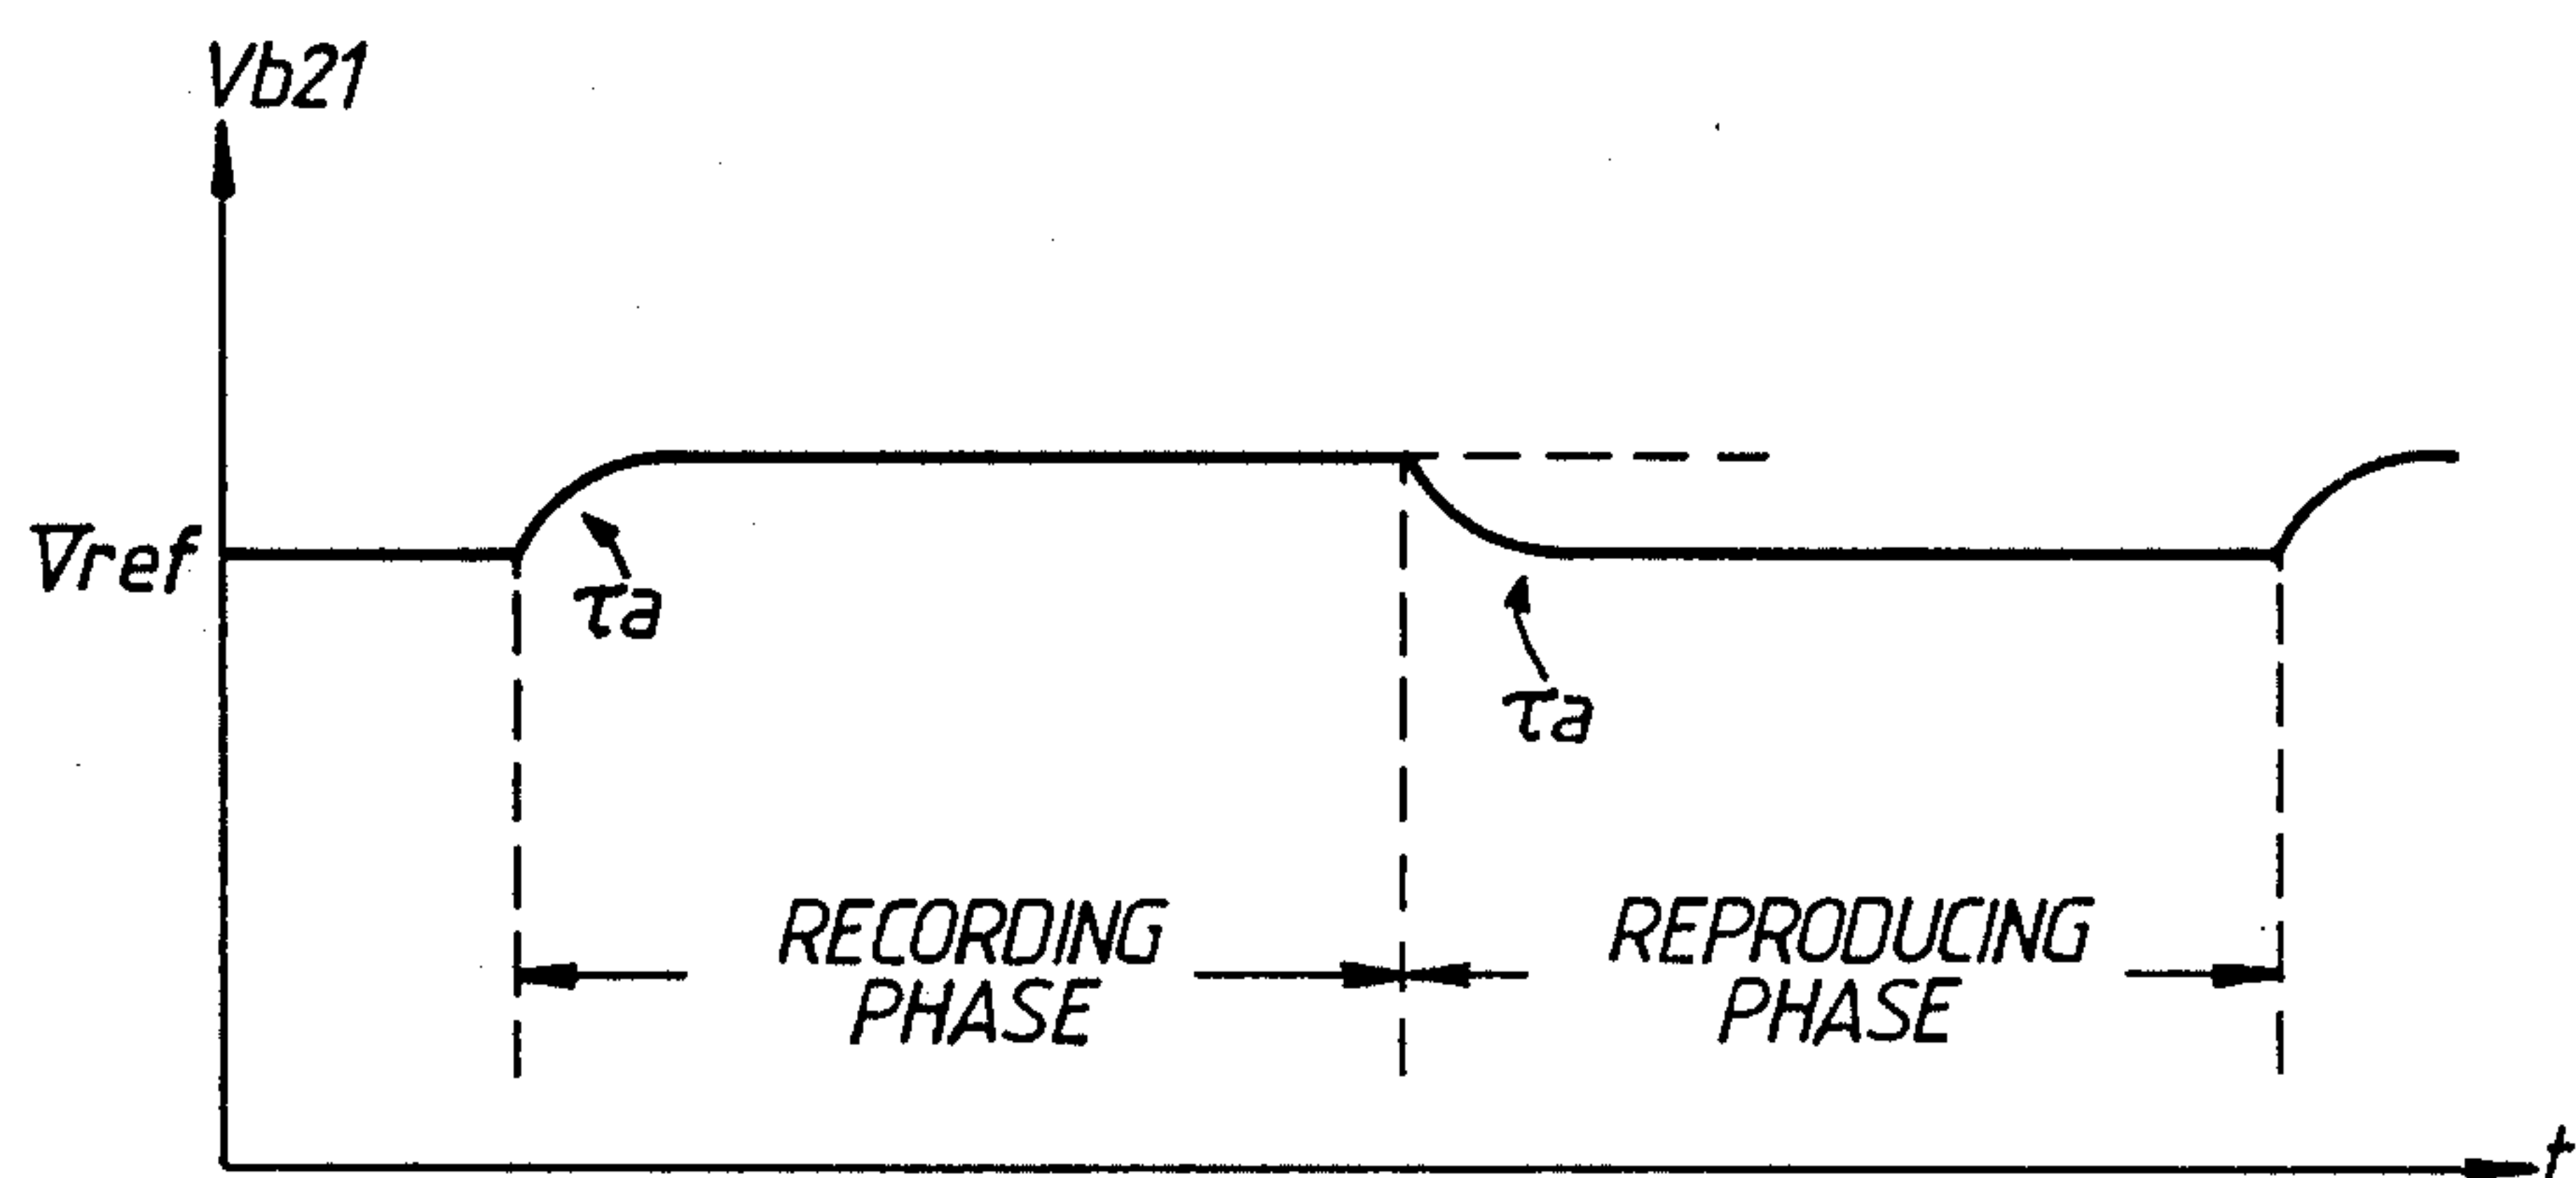 Vb21
Vref
τa
τa
RECORDING
PHASE
REPRODUCING
PHASE
t